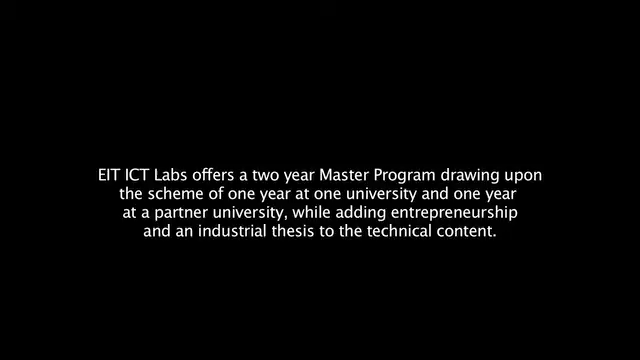 EIT ICT Labs offers a two year Master Program drawing upon
the scheme of one year at one university and one year
at a partner university, while adding entrepreneurship
and an industrial thesis to the technical content.